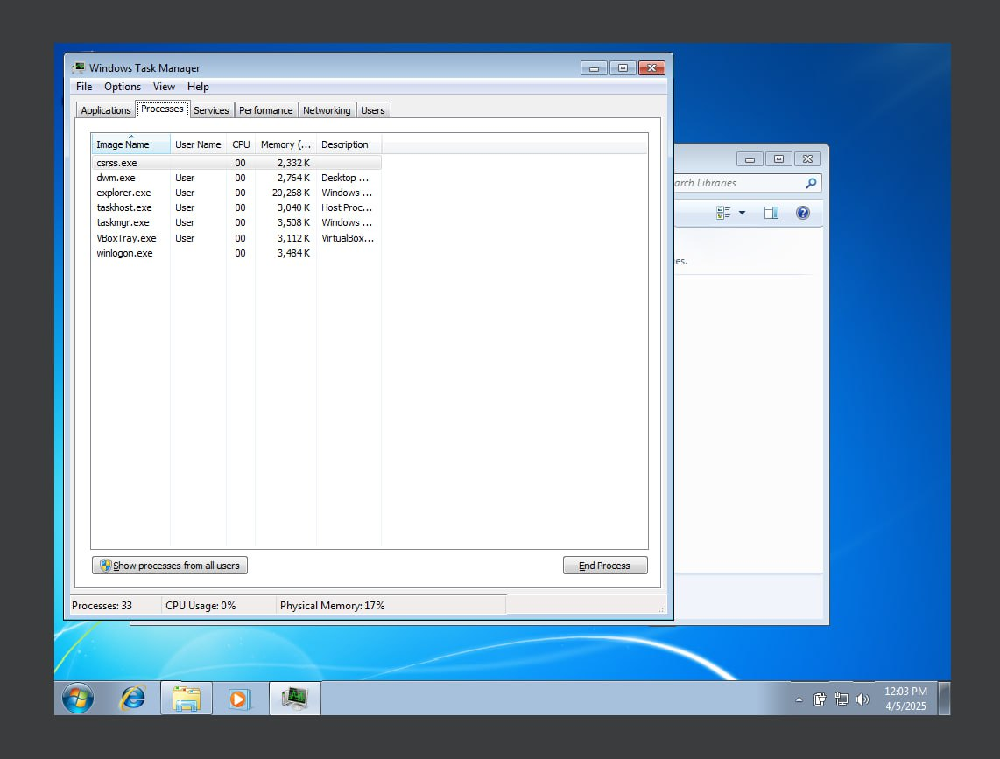 Windows Task Manager
File Options View Help
Applications Processes Services Performance Networking Users
Image Name User Name CPU Memory (... Description
csrss.exe 00 2,332 K
dwm.exe User 00 2,764 K Desktop ...
explorer.exe User 00 20,268 K Windows ...
taskhost.exe User 00 3,040 K Host Proc...
taskmgr.exe User 00 3,508 K Windows ...
VBoxTray.exe User 00 3,112 K VirtualBox...
winlogon.exe 00 3,484 K
Show processes from all users End Process
Processes: 33 CPU Usage: 0% Physical Memory: 17%
arch Libraries
es.
12:03 PM
4/5/2025